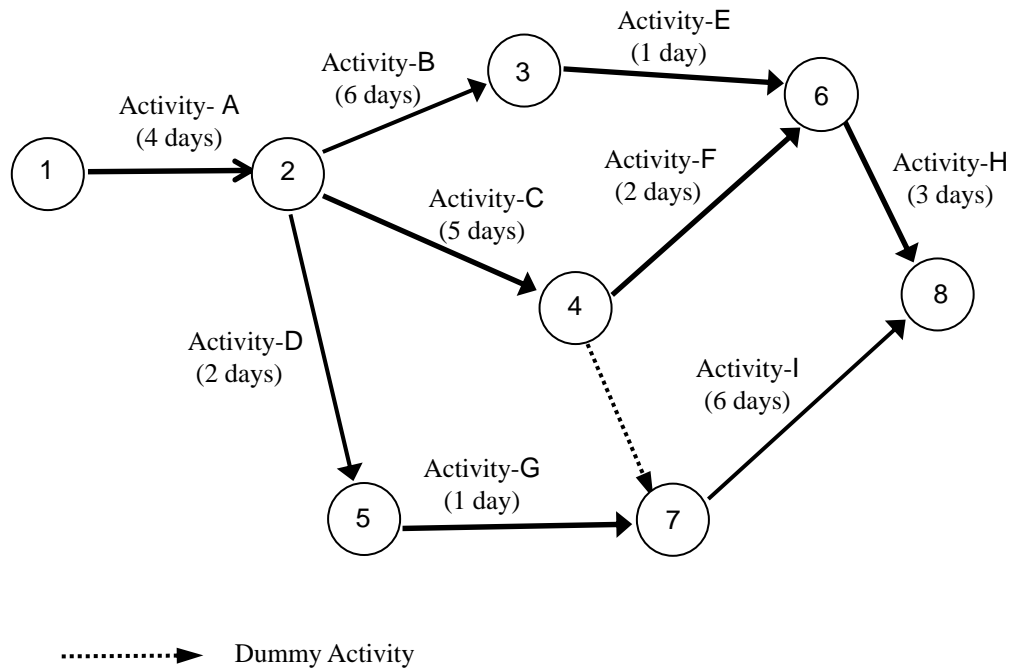 Activity-E
(1 day)
Activity-B
(6 days)
3
6
Activity- A
(4 days)
1
2
Activity-F
(2 days)
Activity-H
(3 days)
Activity-C
(5 days)
4
8
Activity-D
(2 days)
Activity-I
(6 days)
Activity-G
(1 day)
5
7
Dummy Activity